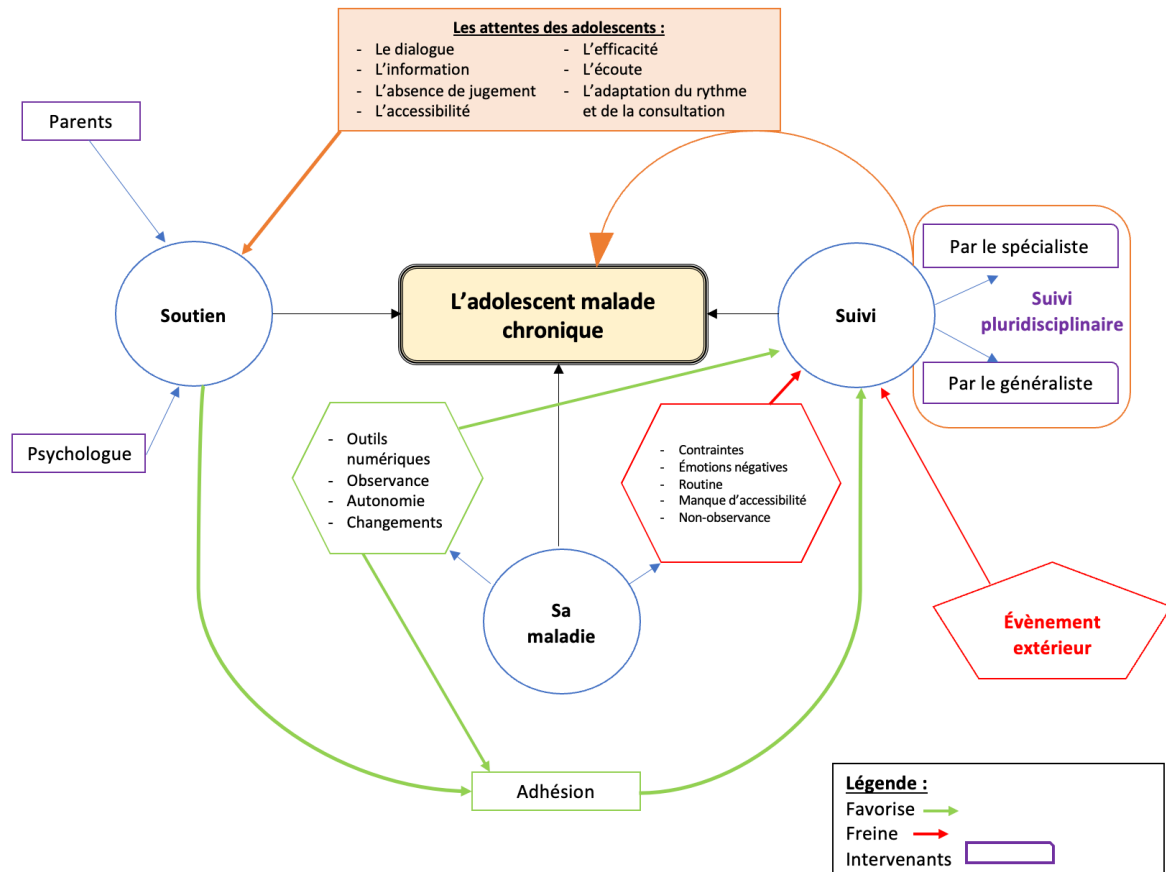 Les attentes des adolescents :
- Le dialogue
- L'information
- L'absence de jugement
- L'accessibilité
- L'efficacité
- L'écoute
- L'adaptation du rythme
et de la consultation
Parents
Soutien
Psychologue
L'adolescent malade
chronique
Suivi
Par le spécialiste
Suivi
pluridisciplinaire
Par le généraliste
- Outils
numériques
- Observance
- Autonomie
- Changements
- Contraintes
- Émotions négatives
- Routine
- Manque d'accessibilité
- Non-observance
Sa
maladie
Évènement
extérieur
Adhésion
Légende :
Favorise
Freine
Intervenants